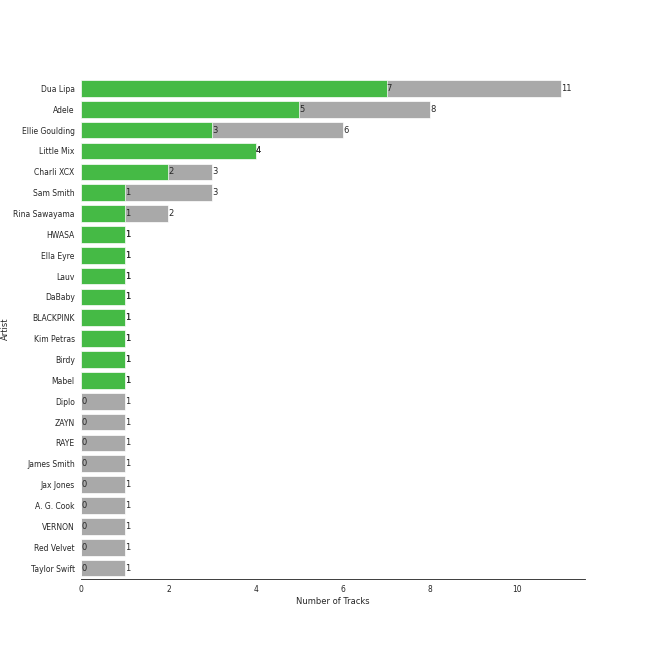 Dua Lipa 7 11
Adele 5 8
Ellie Goulding 3 6
Little Mix 4
Charli XCX 2 3
Sam Smith 1 3
Rina Sawayama 1 2
HWASA 1
Ella Eyre 1
Lauv 1
DaBaby 1
BLACKPINK 1
Kim Petras 1
Birdy 1
Mabel 1
Diplo 0 1
ZAYN 0 1
RAYE 0 1
James Smith 0 1
Jax Jones 0 1
A. G. Cook 0 1
VERNON 0 1
Red Velvet 0 1
Taylor Swift 0 1
Artist
0 2 4 6 8 10
Number of Tracks